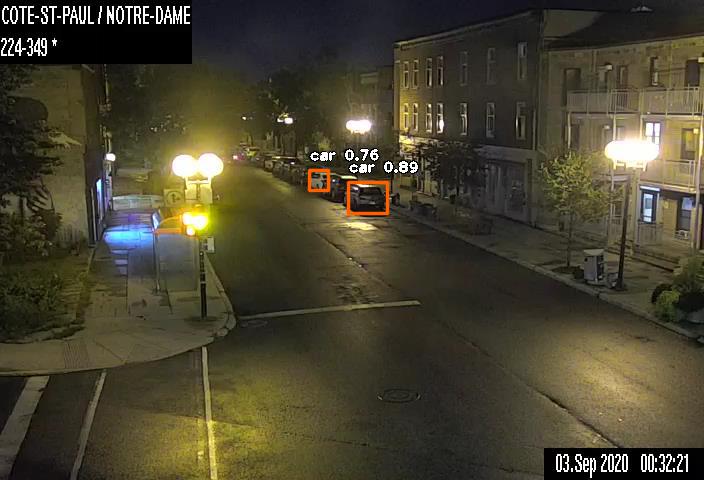 COTE-ST-PAUL / NOTRE-DAME
224-349 *
car 0.76
car 0.89
03.Sep 2020 00:32:21